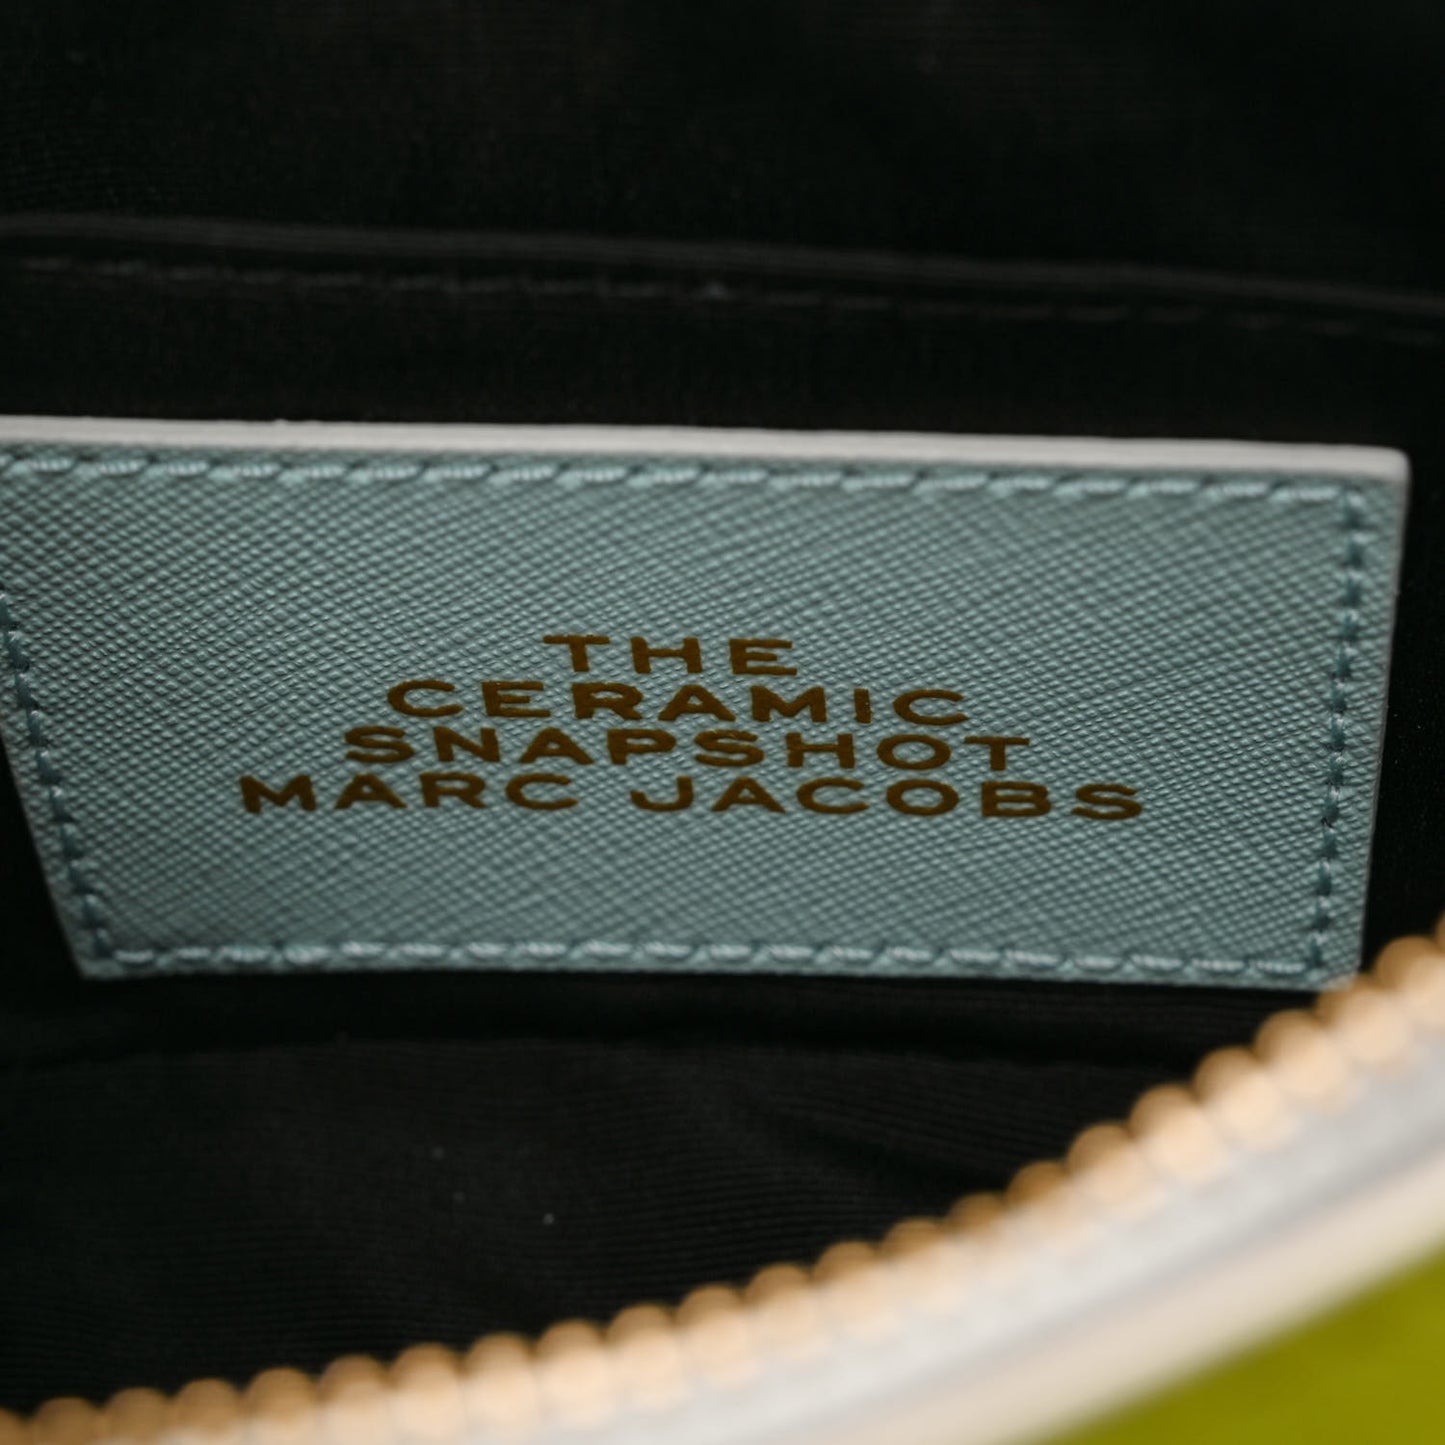 THE
CERAMIC
SNAPSHOT
MARC JACOBS